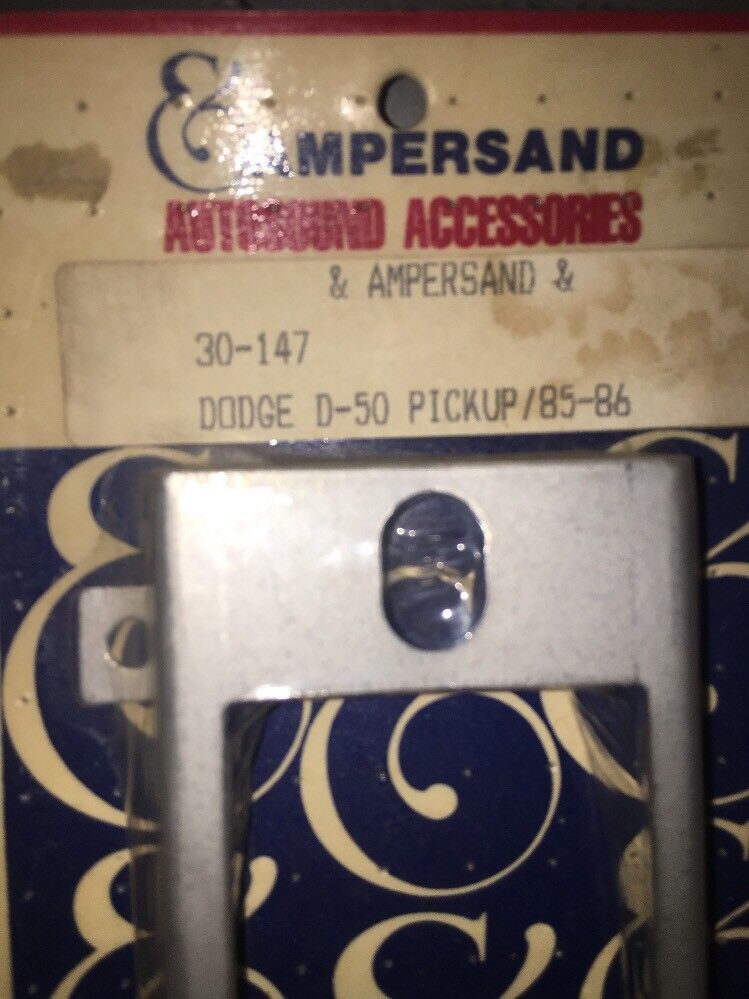 & AMPERSAND
AUTOSOUND ACCESSORIES
& AMPERSAND &
30-147
DODGE D-50 PICKUP/85-86